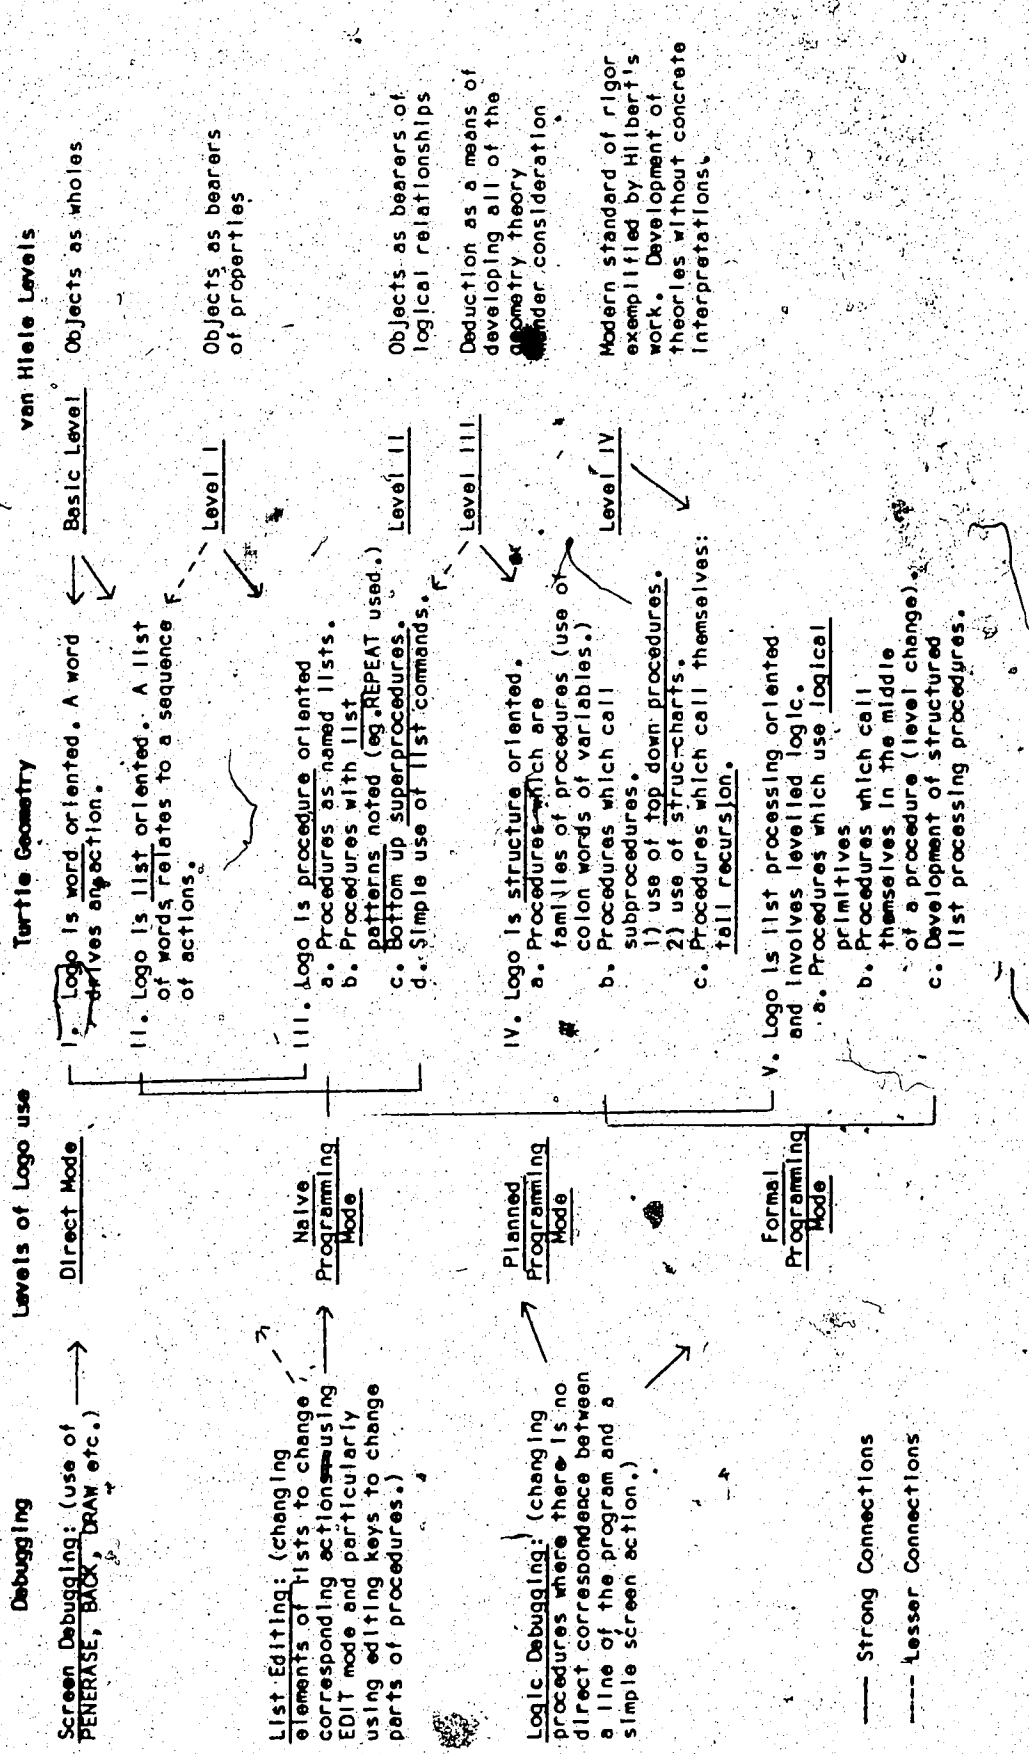 Debugging
Screen Debugging: (use of
PENERASE, BACK, DRAW etc.)
List Editing: (changing
elements of lists to change
corresponding actions using
EDIT mode and particularly
using editing keys to change
parts of procedures.)
Logic Debugging: (changing
procedures where there is no
direct correspondence between
a line of the program and a
simple screen action.)
Strong Connections
Lesser Connections
Levels of Logo use
Direct Mode
Naive
Programming
Mode
Planned
Programming
Mode
Formal
Programming
Mode
Turtle Geometry
I. Logo is word oriented. A word
drives an action.
II. Logo is list oriented. A list
of words relates to a sequence
of actions.
III. Logo is procedure oriented
a. Procedures as named lists.
b. Procedures with list
patterns noted (eg.REPEAT used.)
c. Bottom up superprocedures.
d. Simple use of list commands.
IV. Logo is structure oriented.
a. Procedures which are
families of procedures (use of
colon words of variables.)
b. Procedures which call
subprocedures.
1) use of top down procedures.
2) use of struc-charts.
c. Procedures which call themselves:
tail recursion.
V. Logo is list processing oriented
and involves levelled logic.
a. Procedures which use logical
primitives
b. Procedures which call
themselves in the middle
of a procedure (level change).
c. Development of structured
list processing procedures.
van Hiele Levels
Basic Level Objects as wholes
Level I Objects as bearers
of properties
Level II Objects as bearers of
logical relationships
Level III Deduction as a means of
developing all of the
geometry theory
under consideration
or
Level IV Modern standard of rigor
exemplified by Hilbert's
work. Development of
theories without concrete
interpretations.